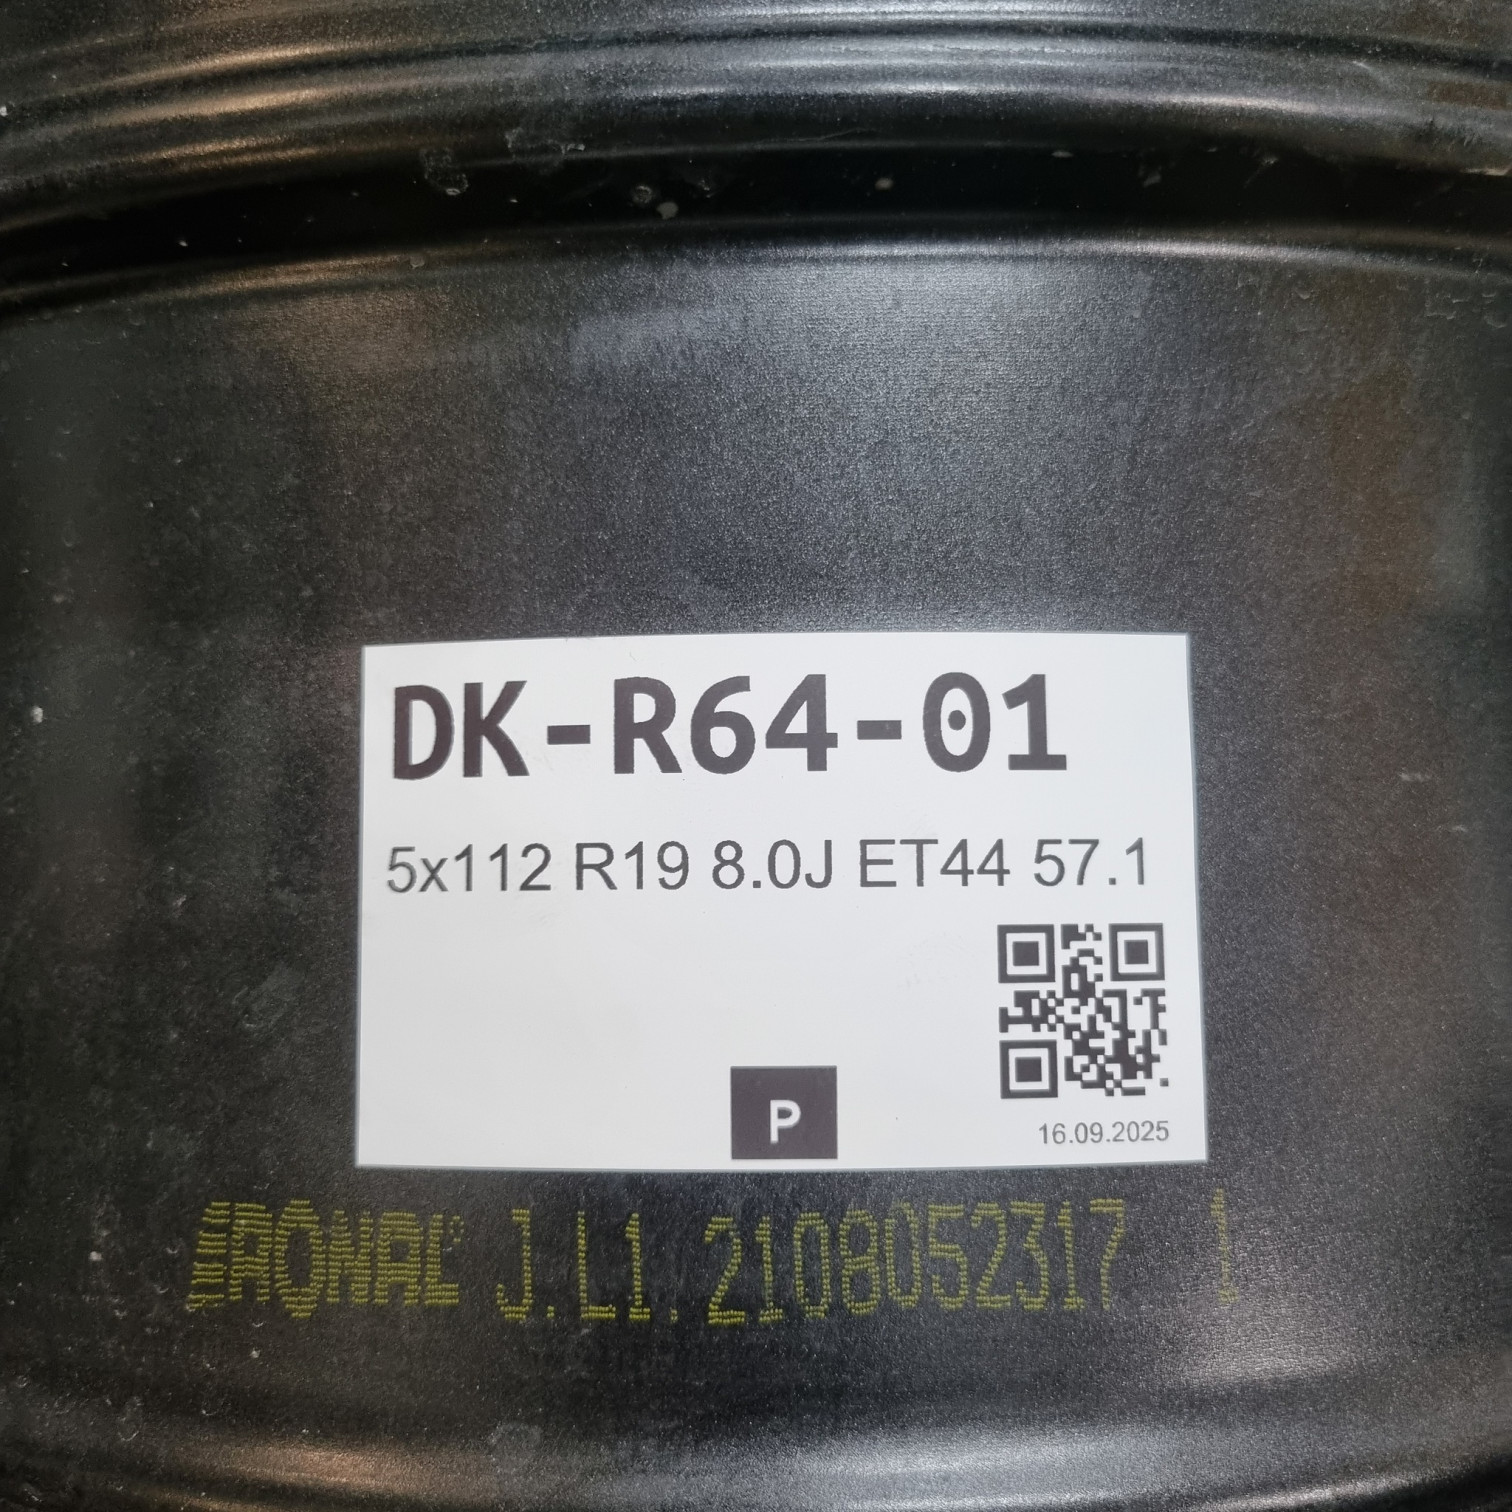 DK-R64-01
5x112 R19 8.0J ET44 57.1
P
16.09.2025
RONAL® J.L1.2108052317 1